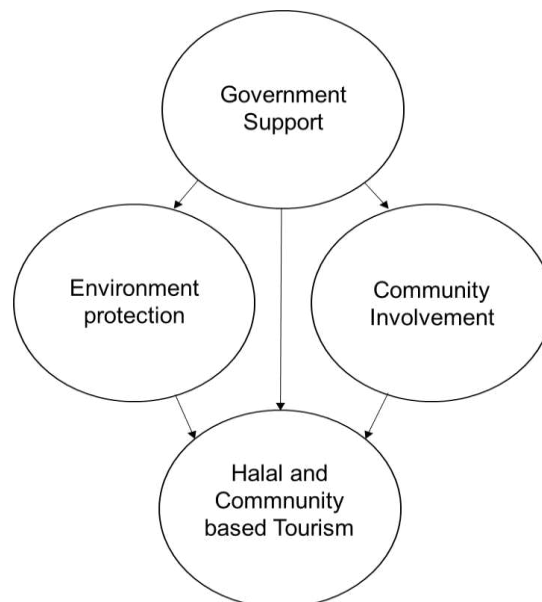 Government
Support
Environment
protection
Community
Involvement
Halal and
Commnunity
based Tourism